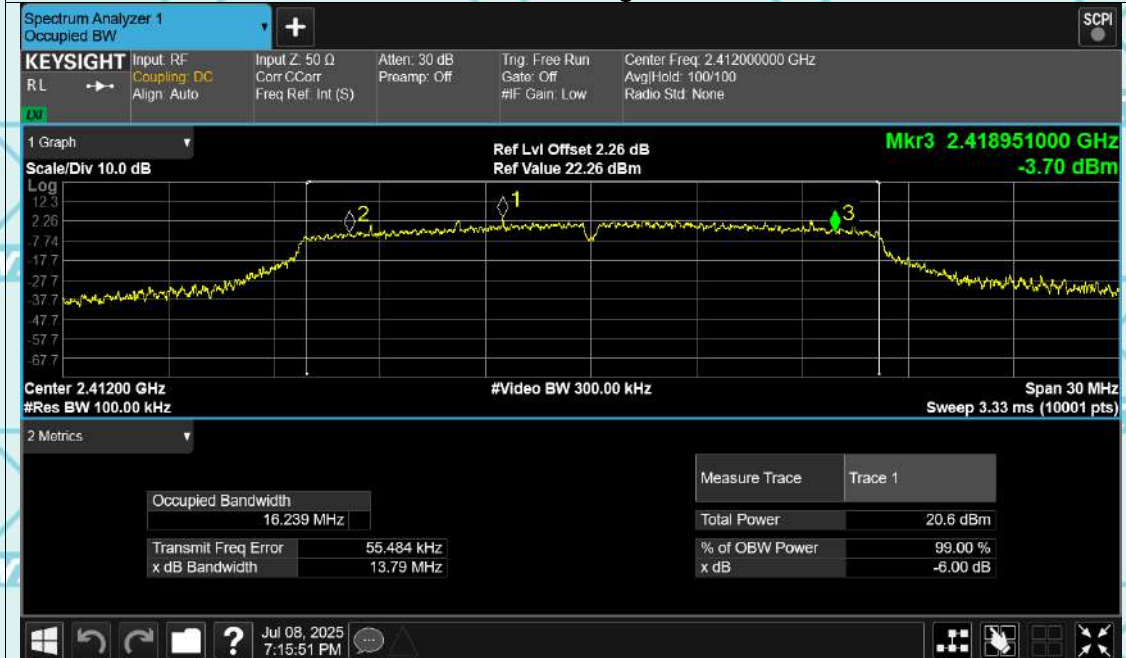 Spectrum Analyzer 1
Occupied BW
SCPI
KEYSIGHT
RL
LXI
Input: RF
Coupling: DC
Align: Auto
Input Z: 50 Ω
Corr CCorr
Freq Ref: Int (S)
Atten: 30 dB
Preamp: Off
Trig: Free Run
Gate: Off
#IF Gain: Low
Center Freq: 2.412000000 GHz
Avg|Hold: 100/100
Radio Std: None
1 Graph
Scale/Div 10.0 dB
Ref Lvl Offset 2.26 dB
Ref Value 22.26 dBm
Mkr3 2.418951000 GHz
-3.70 dBm
Log
12.3
2.26
-7.74
-17.7
-27.7
-37.7
-47.7
-57.7
-67.7
2
1
3
Center 2.41200 GHz
#Res BW 100.00 kHz
#Video BW 300.00 kHz
Span 30 MHz
Sweep 3.33 ms (10001 pts)
2 Metrics
Occupied Bandwidth
16.239 MHz
Transmit Freq Error 55.484 kHz
x dB Bandwidth 13.79 MHz
Measure Trace Trace 1
Total Power 20.6 dBm
% of OBW Power 99.00 %
x dB -6.00 dB
?
Jul 08, 2025
7:15:51 PM